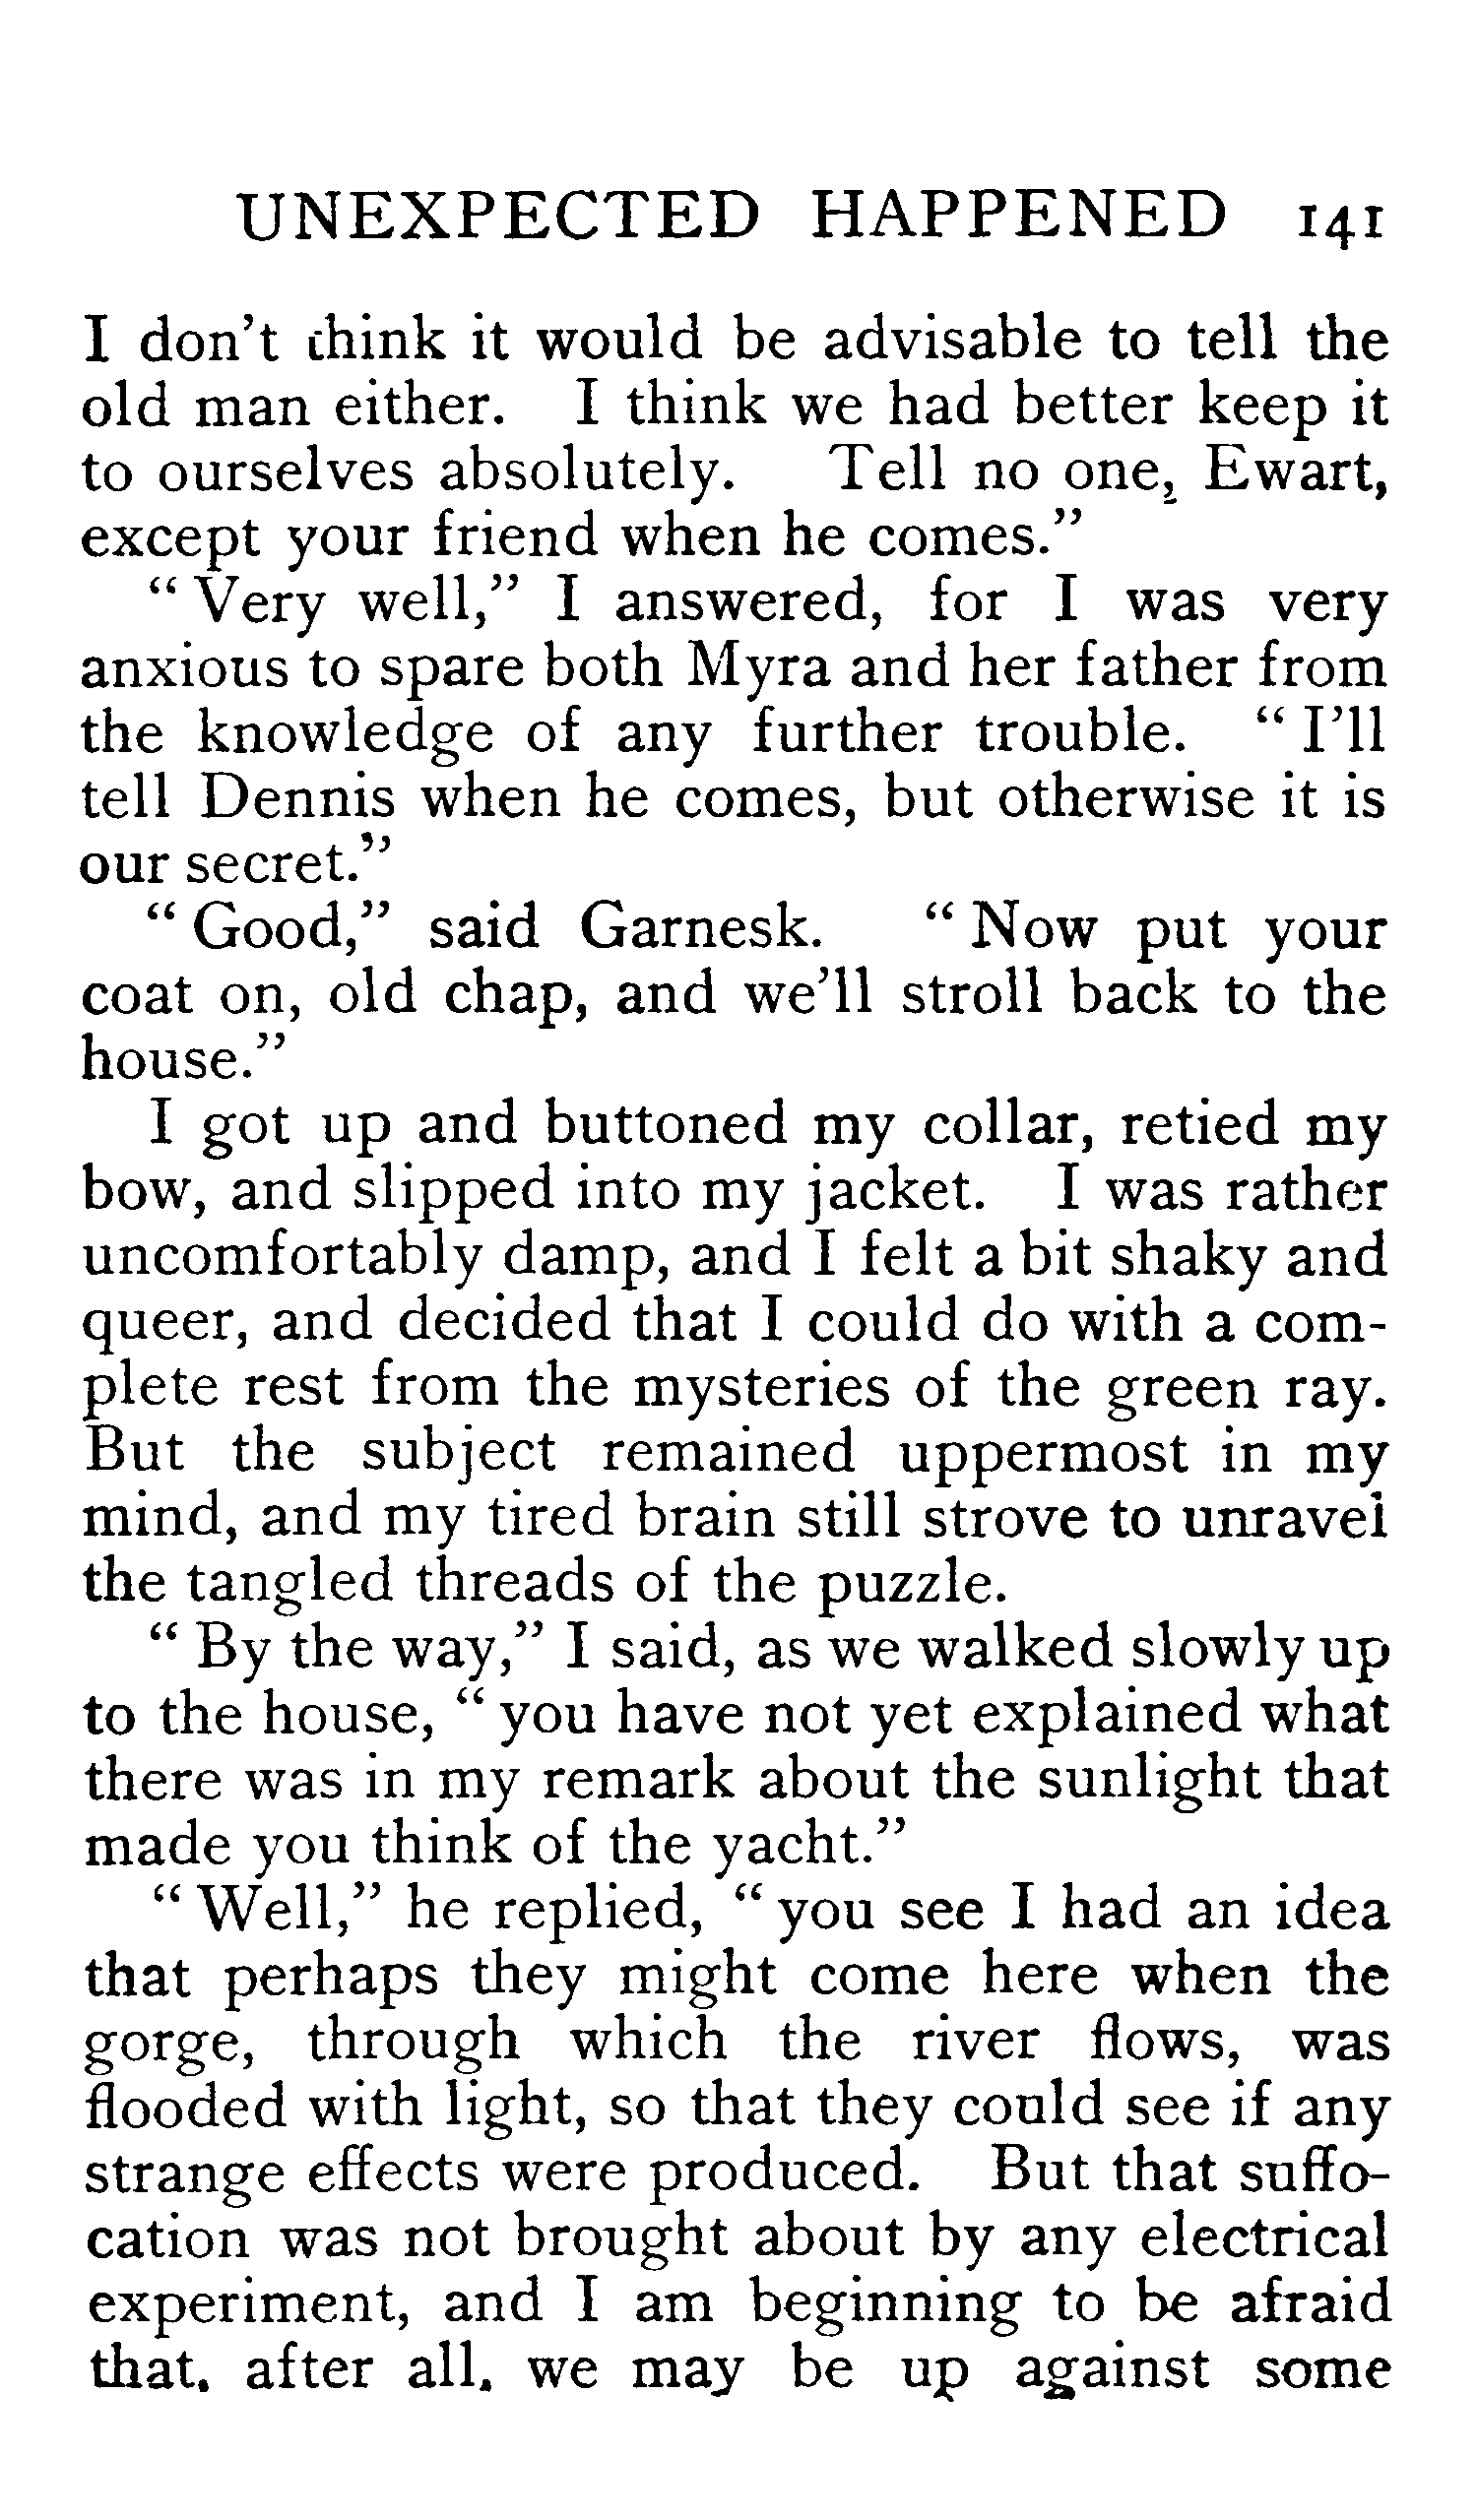 UNEXPECTED HAPPENED 141
I don't think it would be advisable to tell the
old man either. I think we had better keep it
to ourselves absolutely. Tell no one, Ewart,
except your friend when he comes."
"Very well," I answered, for I was very
anxious to spare both Myra and her father from
the knowledge of any further trouble. "I'll
tell Dennis when he comes, but otherwise it is
our secret."
"Good," said Garnesk. "Now put your
coat on, old chap, and we'll stroll back to the
house."
I got up and buttoned my collar, retied my
bow, and slipped into my jacket. I was rather
uncomfortably damp, and I felt a bit shaky and
queer, and decided that I could do with a com-
plete rest from the mysteries of the green ray.
But the subject remained uppermost in my
mind, and my tired brain still strove to unravel
the tangled threads of the puzzle.
"By the way," I said, as we walked slowly up
to the house, "you have not yet explained what
there was in my remark about the sunlight that
made you think of the yacht."
"Well," he replied, "you see I had an idea
that perhaps they might come here when the
gorge, through which the river flows, was
flooded with light, so that they could see if any
strange effects were produced. But that suffo-
cation was not brought about by any electrical
experiment, and I am beginning to be afraid
that, after all, we may be up against some